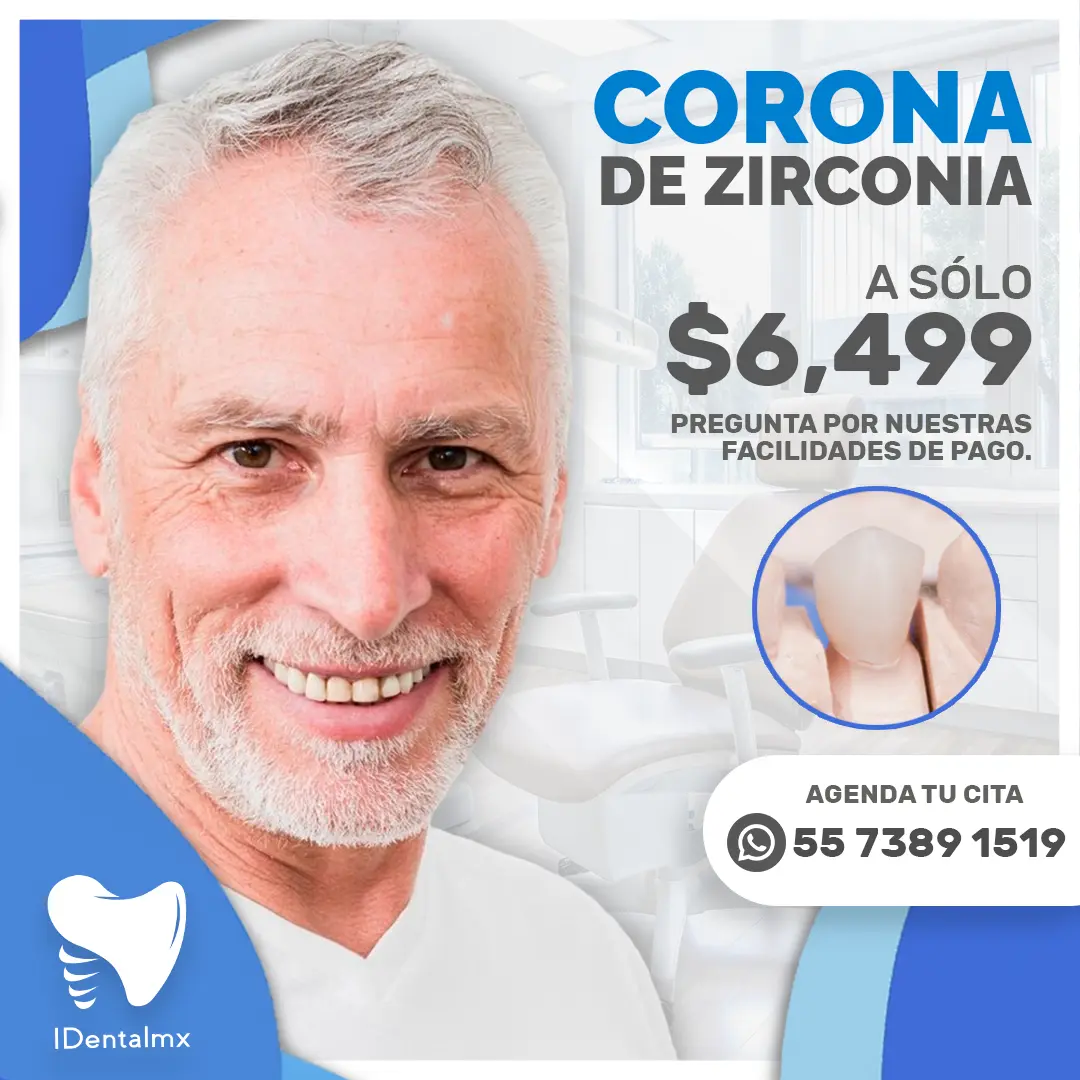 CORONA
DE ZIRCONIA
A SÓLO
$6,499
PREGUNTA POR NUESTRAS
FACILIDADES DE PAGO.
AGENDA TU CITA
55 7389 1519
IDentalmx